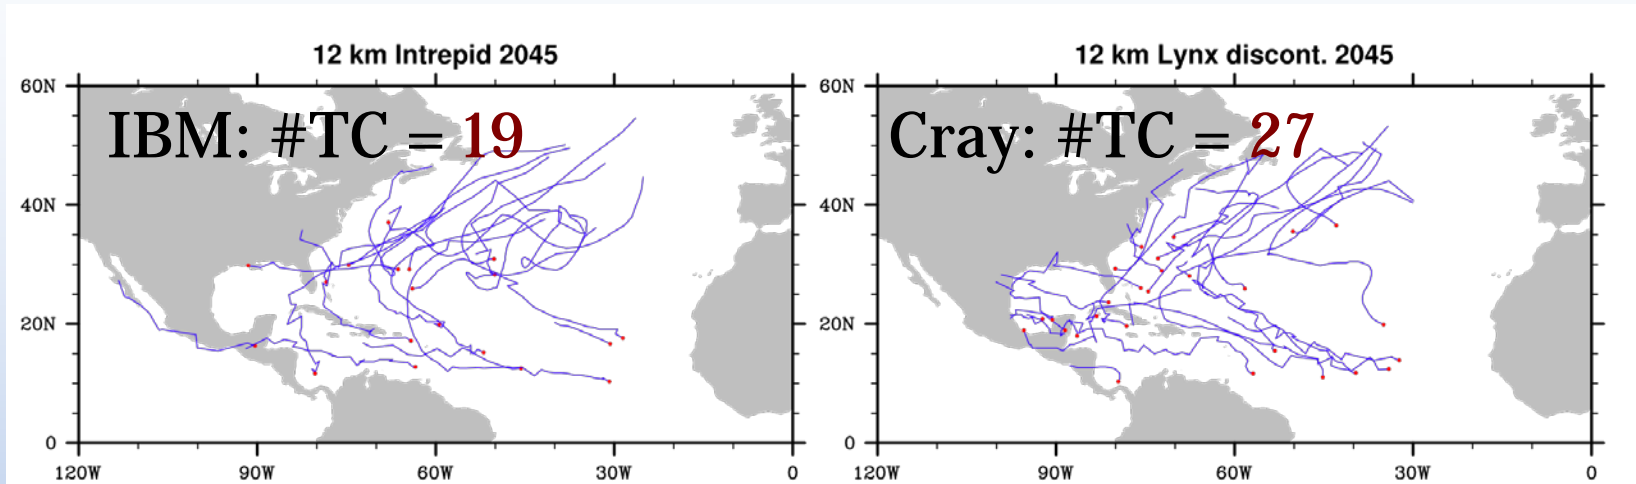 12 km Intrepid 2045
60N
IBM: #TC = 19
40N
20N
0
120W 90W 60W 30W 0
12 km Lynx discont. 2045
60N
Cray: #TC = 27
40N
20N
0
120W 90W 60W 30W 0